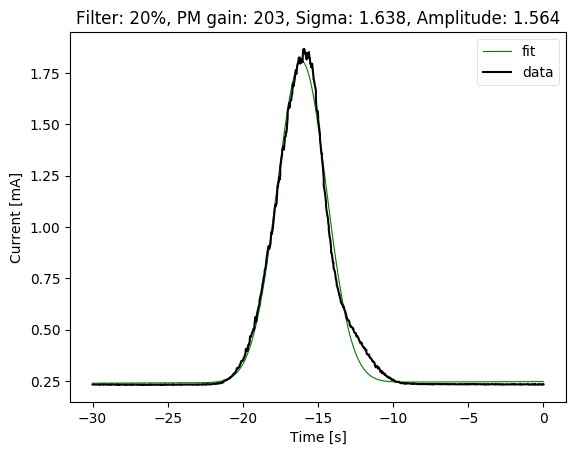 Filter: 20%, PM gain: 203, Sigma: 1.638, Amplitude: 1.564
fit
data
Current [mA]
1.75
1.50
1.25
1.00
0.75
0.50
0.25
−30
−25
−20
−15
−10
−5
0
Time [s]